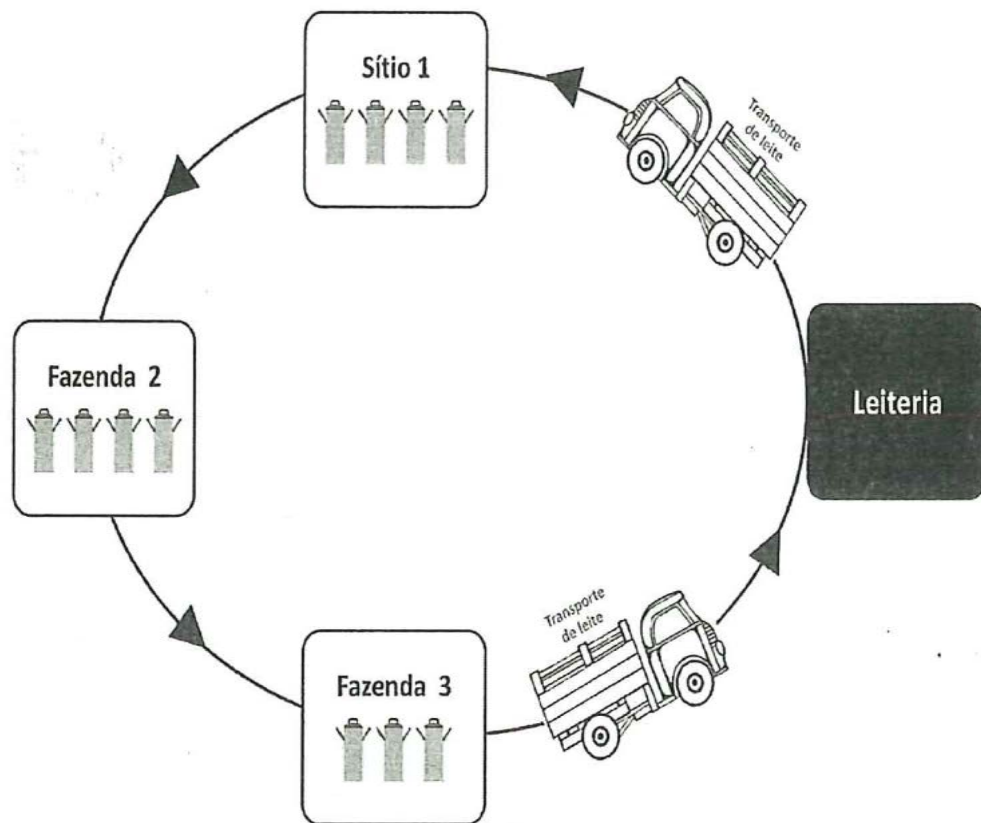 Sítio 1
Transporte
de leite
Fazenda 2
Leiteria
Transporte
de leite
Fazenda 3